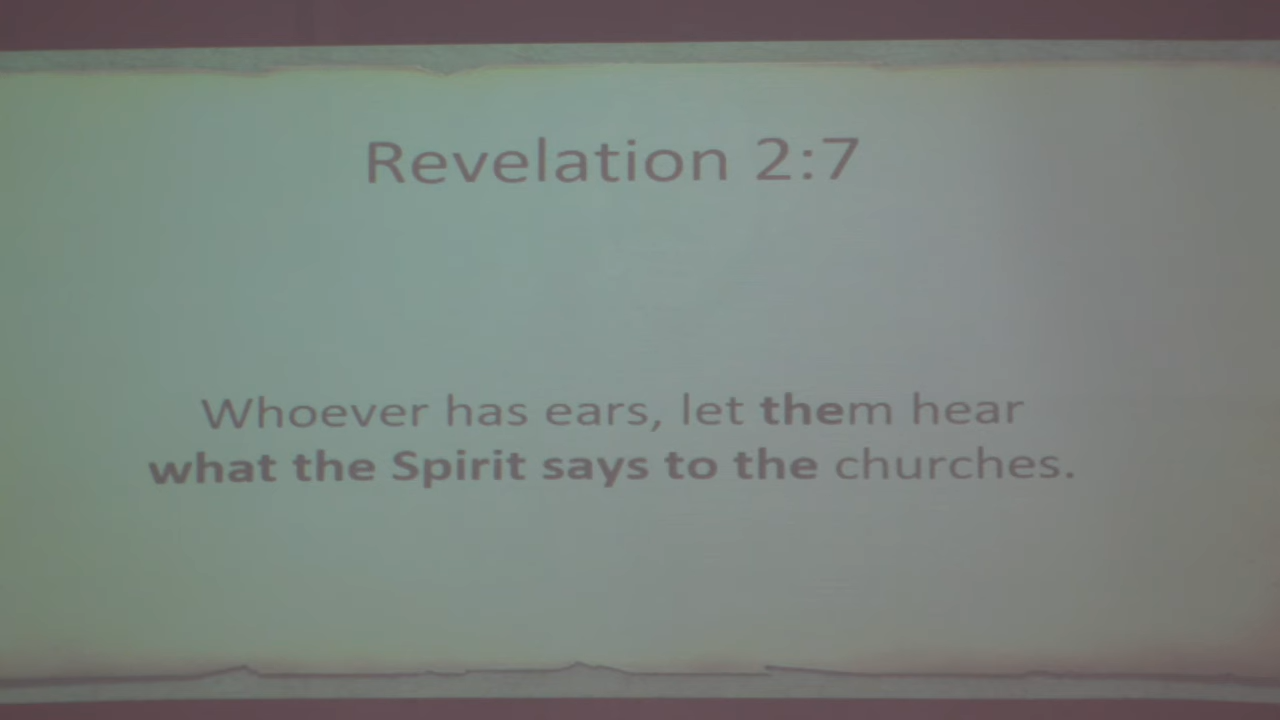 Revelation 2:7
Whoever has ears, let them hear
what the Spirit says to the churches.